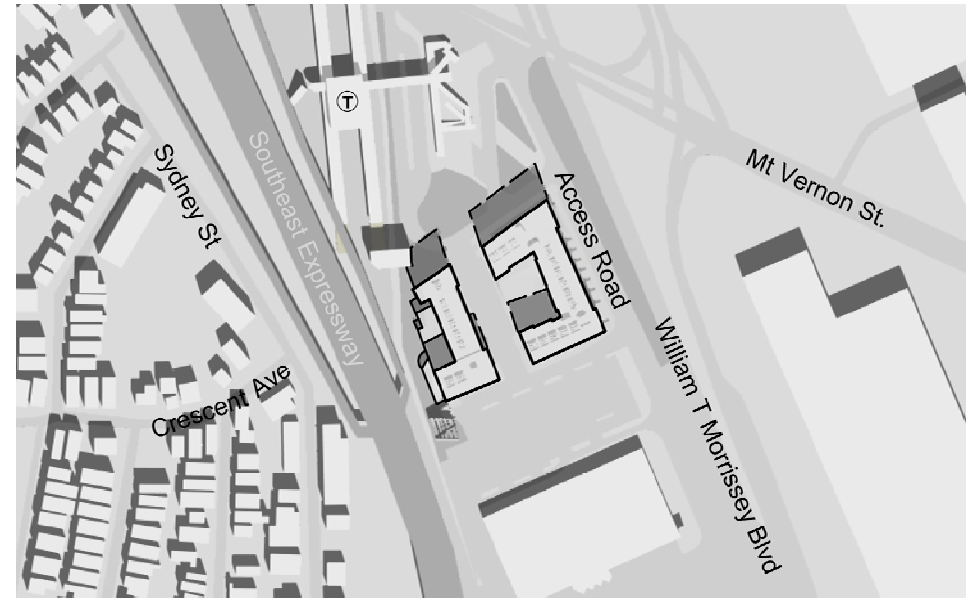 T
Southeast Expressway
Sydney St
Access Road
Mt Vernon St.
Crescent Ave
William T Morrissey Blvd